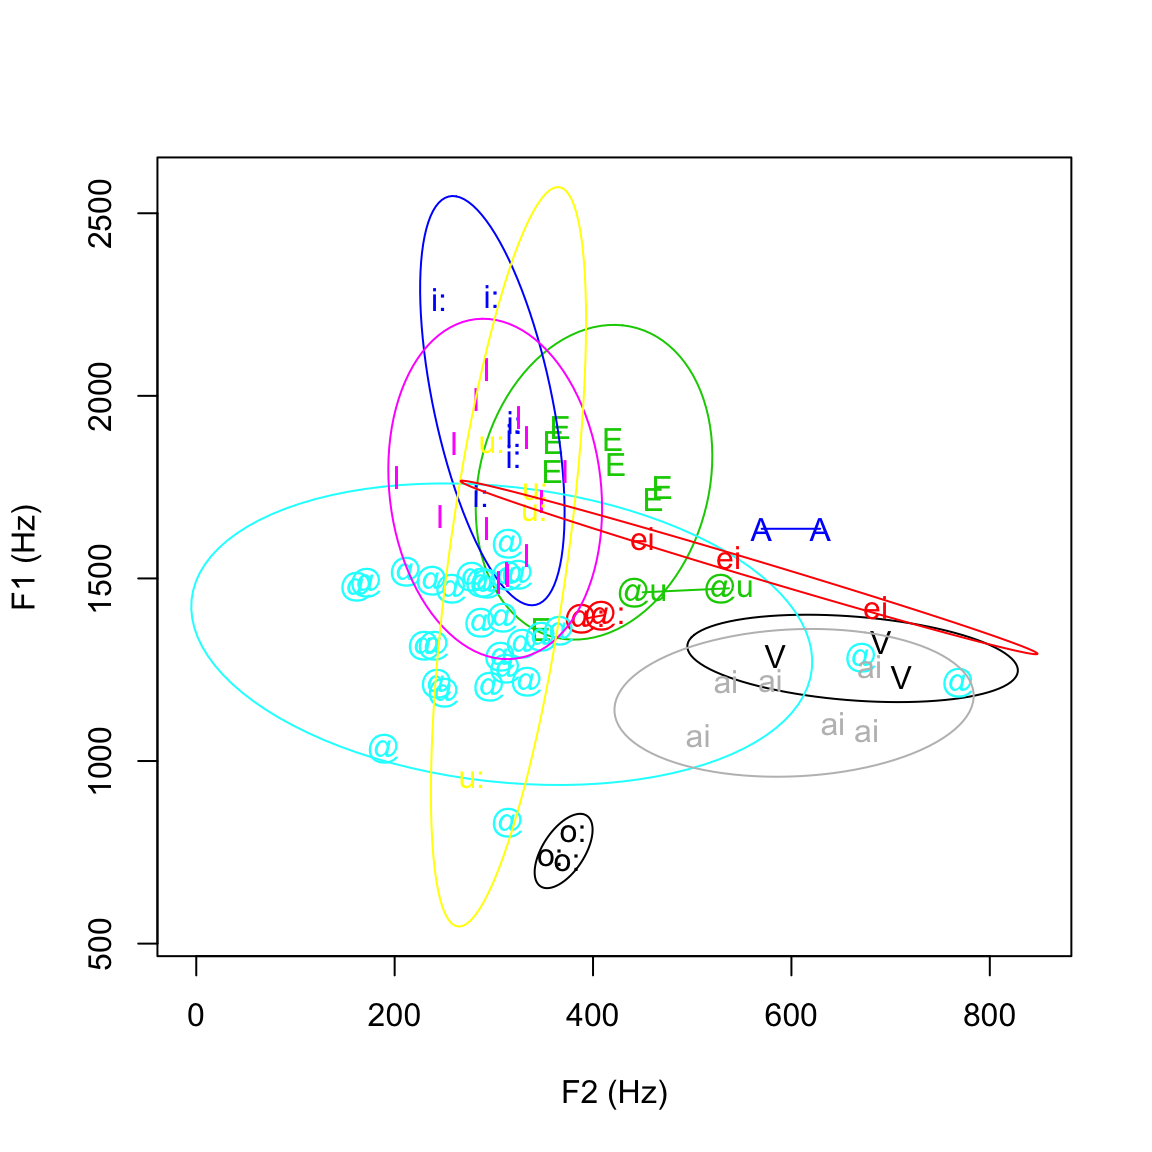 F1 (Hz)
2500
2000
1500
1000
500
i: i:
I
I
I
i: E
I I i: u: E E
i: E
I E I
u: E
i: I E
I u:
I A A
@ ei
I ei
@ @ @ @ @ @ @ I I @ @
@u @u
@ @ E @ @ @: @: ei
@ @ @ V
@ @ V @ ai
@ @ @ @ @ ai ai V @
ai ai
@ ai
u:
@ o:
o: o:
0 200 400 600 800
F2 (Hz)